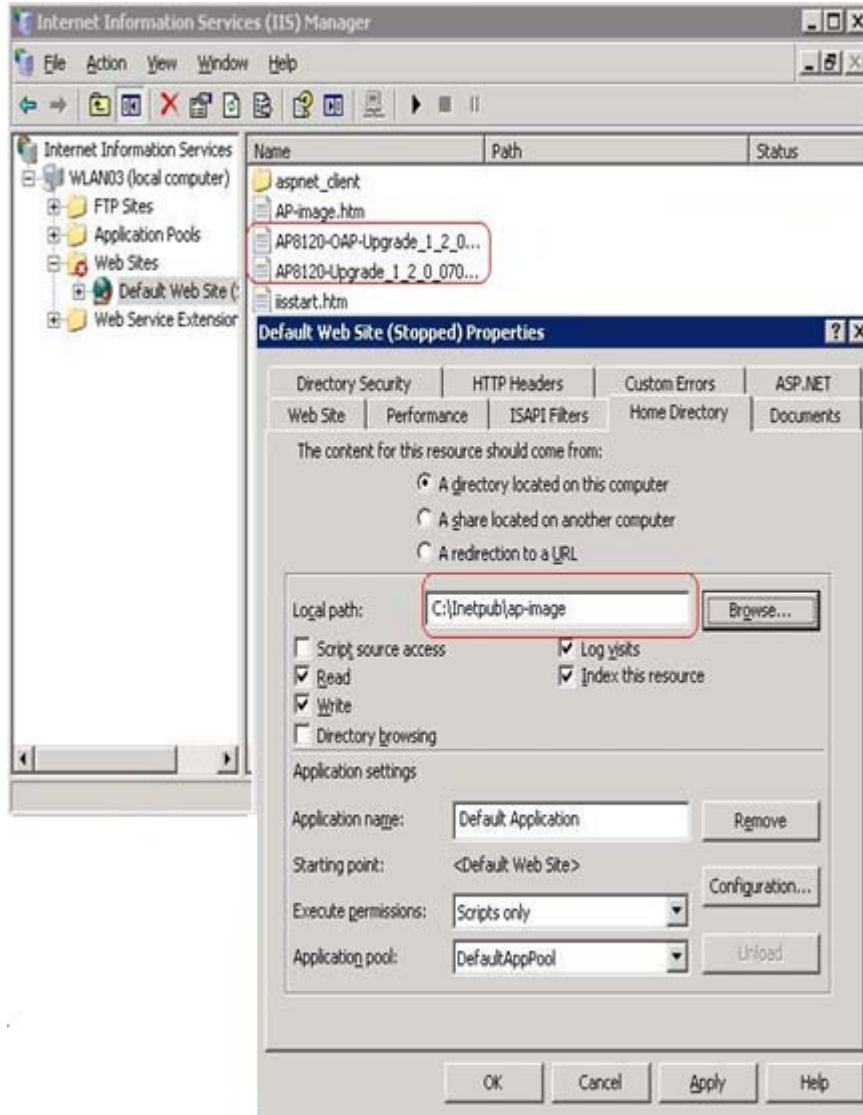 Internet Information Services (IIS) Manager
File Action View Window Help
Internet Information Services
WLAN03 (local computer)
FTP Sites
Application Pools
Web Sites
Default Web Site (
Web Service Extension
Name Path Status
aspnet_client
AP-image.htm
AP8120-OAP-Upgrade_1_2_0...
AP8120-Upgrade_1_2_0_070...
iisstart.htm
Default Web Site (Stopped) Properties
Directory Security HTTP Headers Custom Errors ASP.NET
Web Site Performance ISAPI Filters Home Directory Documents
The content for this resource should come from:
A directory located on this computer
A share located on another computer
A redirection to a URL
Local path: C:\Inetpub\ap-image Browse...
Script source access Log visits
Read Index this resource
Write
Directory browsing
Application settings
Application name: Default Application Remove
Starting point: <Default Web Site>
Configuration...
Execute permissions: Scripts only
Application pool: DefaultAppPool Unload
OK Cancel Apply Help